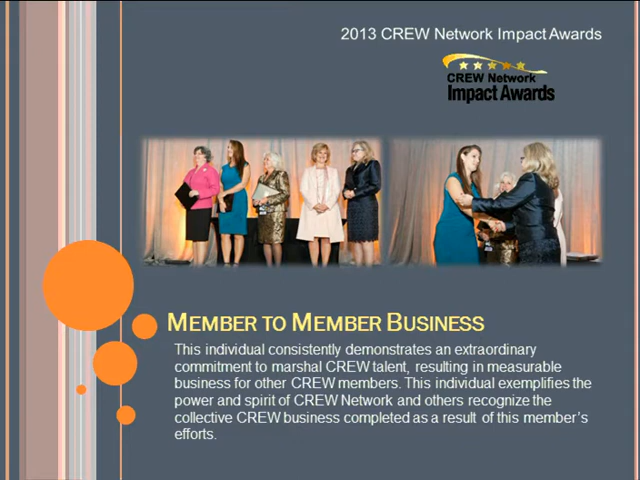 2013 CREW Network Impact Awards
CREW Network
Impact Awards
MEMBER TO MEMBER BUSINESS
This individual consistently demonstrates an extraordinary
commitment to marshal CREW talent, resulting in measurable
business for other CREW members. This individual exemplifies the
power and spirit of CREW Network and others recognize the
collective CREW business completed as a result of this member's
efforts.